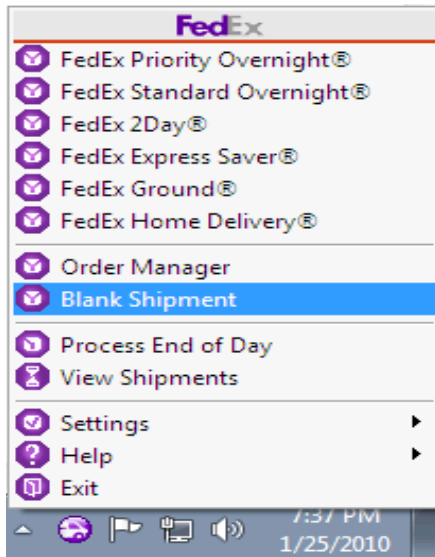 FedEx
FedEx Priority Overnight®
FedEx Standard Overnight®
FedEx 2Day®
FedEx Express Saver®
FedEx Ground®
FedEx Home Delivery®
Order Manager
Blank Shipment
Process End of Day
View Shipments
Settings
Help
Exit
7:37 PM
1/25/2010